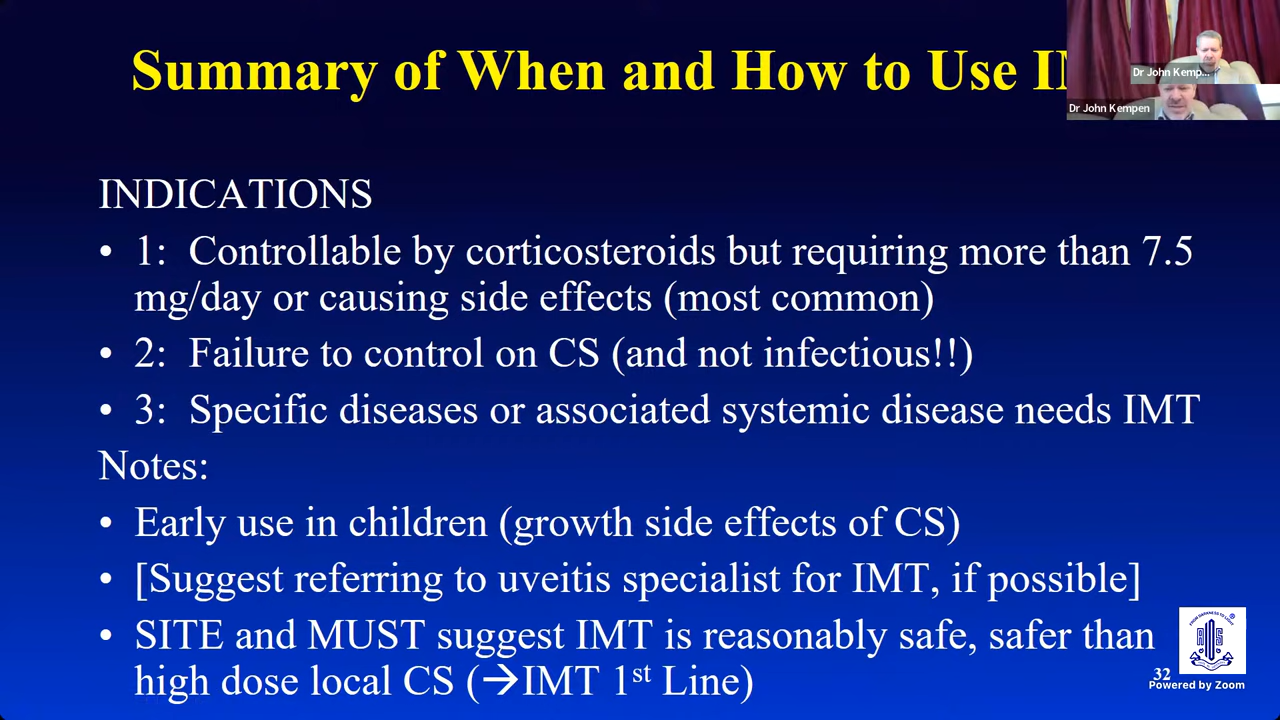 Summary of When and How to Use
Dr John Kemp...
Dr John Kempen
INDICATIONS
• 1: Controllable by corticosteroids but requiring more than 7.5
mg/day or causing side effects (most common)
• 2: Failure to control on CS (and not infectious!!)
• 3: Specific diseases or associated systemic disease needs IMT
Notes:
• Early use in children (growth side effects of CS)
• [Suggest referring to uveitis specialist for IMT, if possible]
• SITE and MUST suggest IMT is reasonably safe, safer than
high dose local CS (→IMT 1st Line)
32
Powered by Zoom